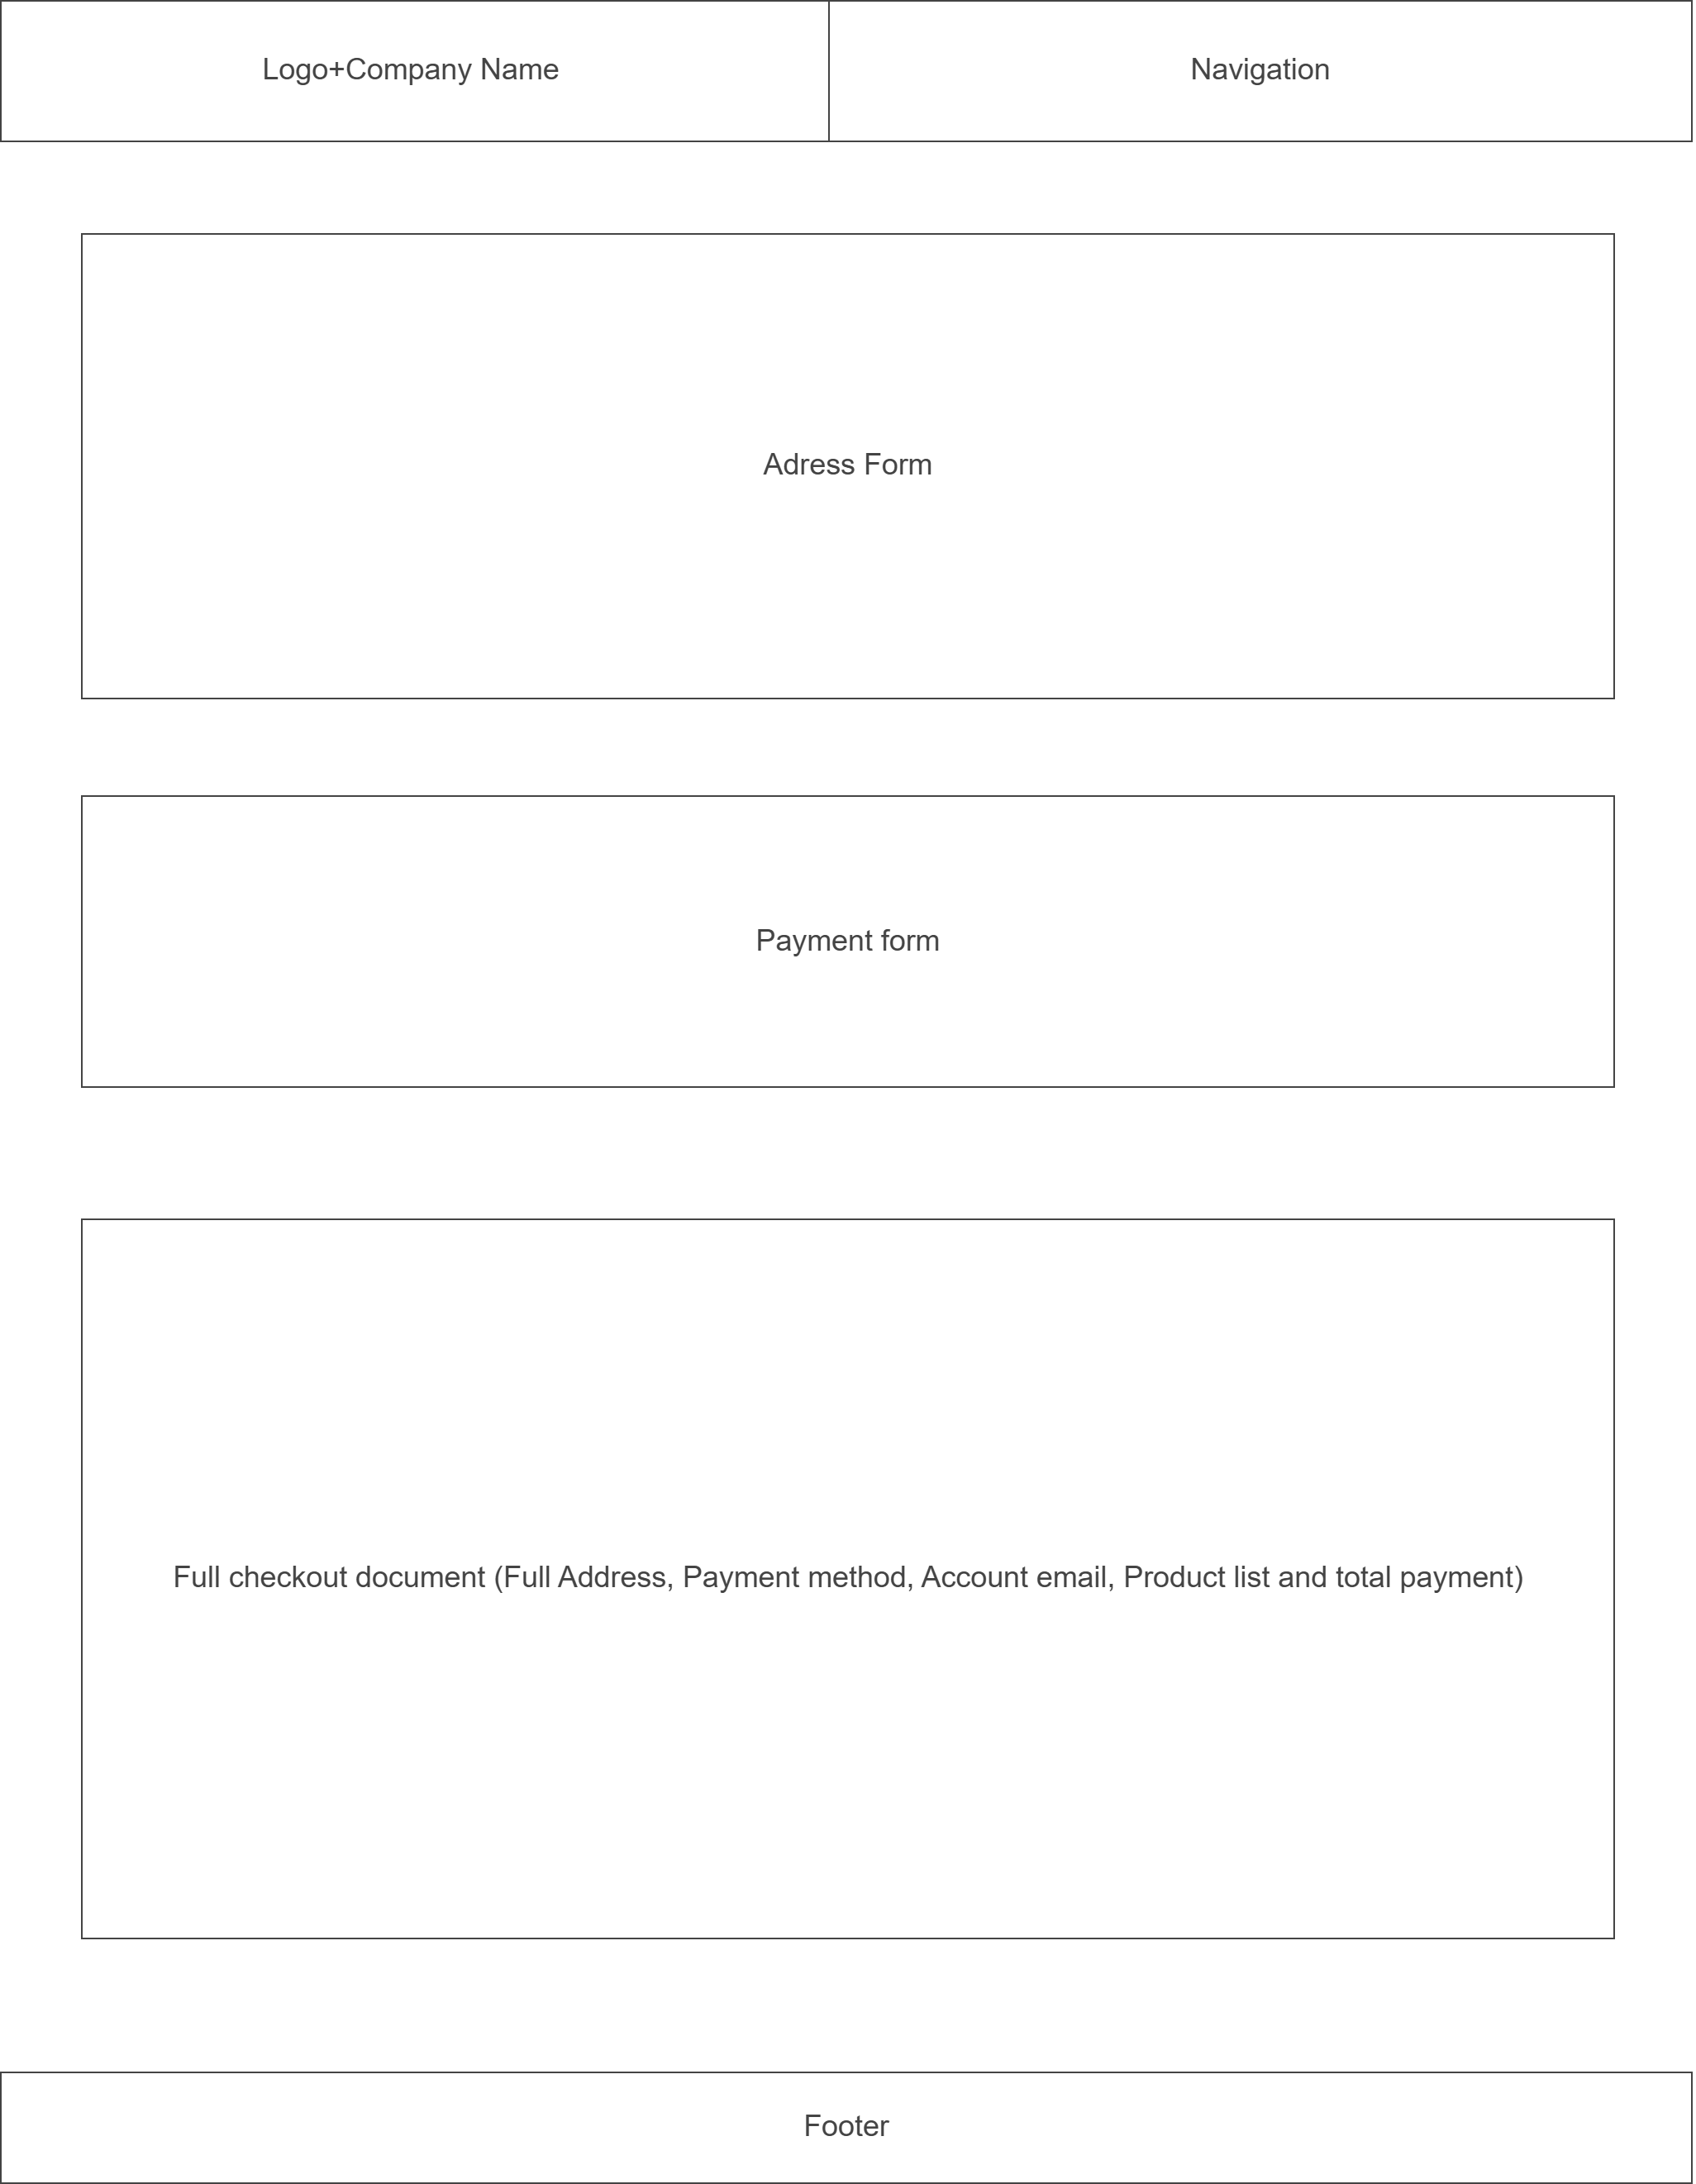 Logo+Company Name
Navigation
Adress Form
Payment form
Full checkout document (Full Address, Payment method, Account email, Product list and total payment)
Footer